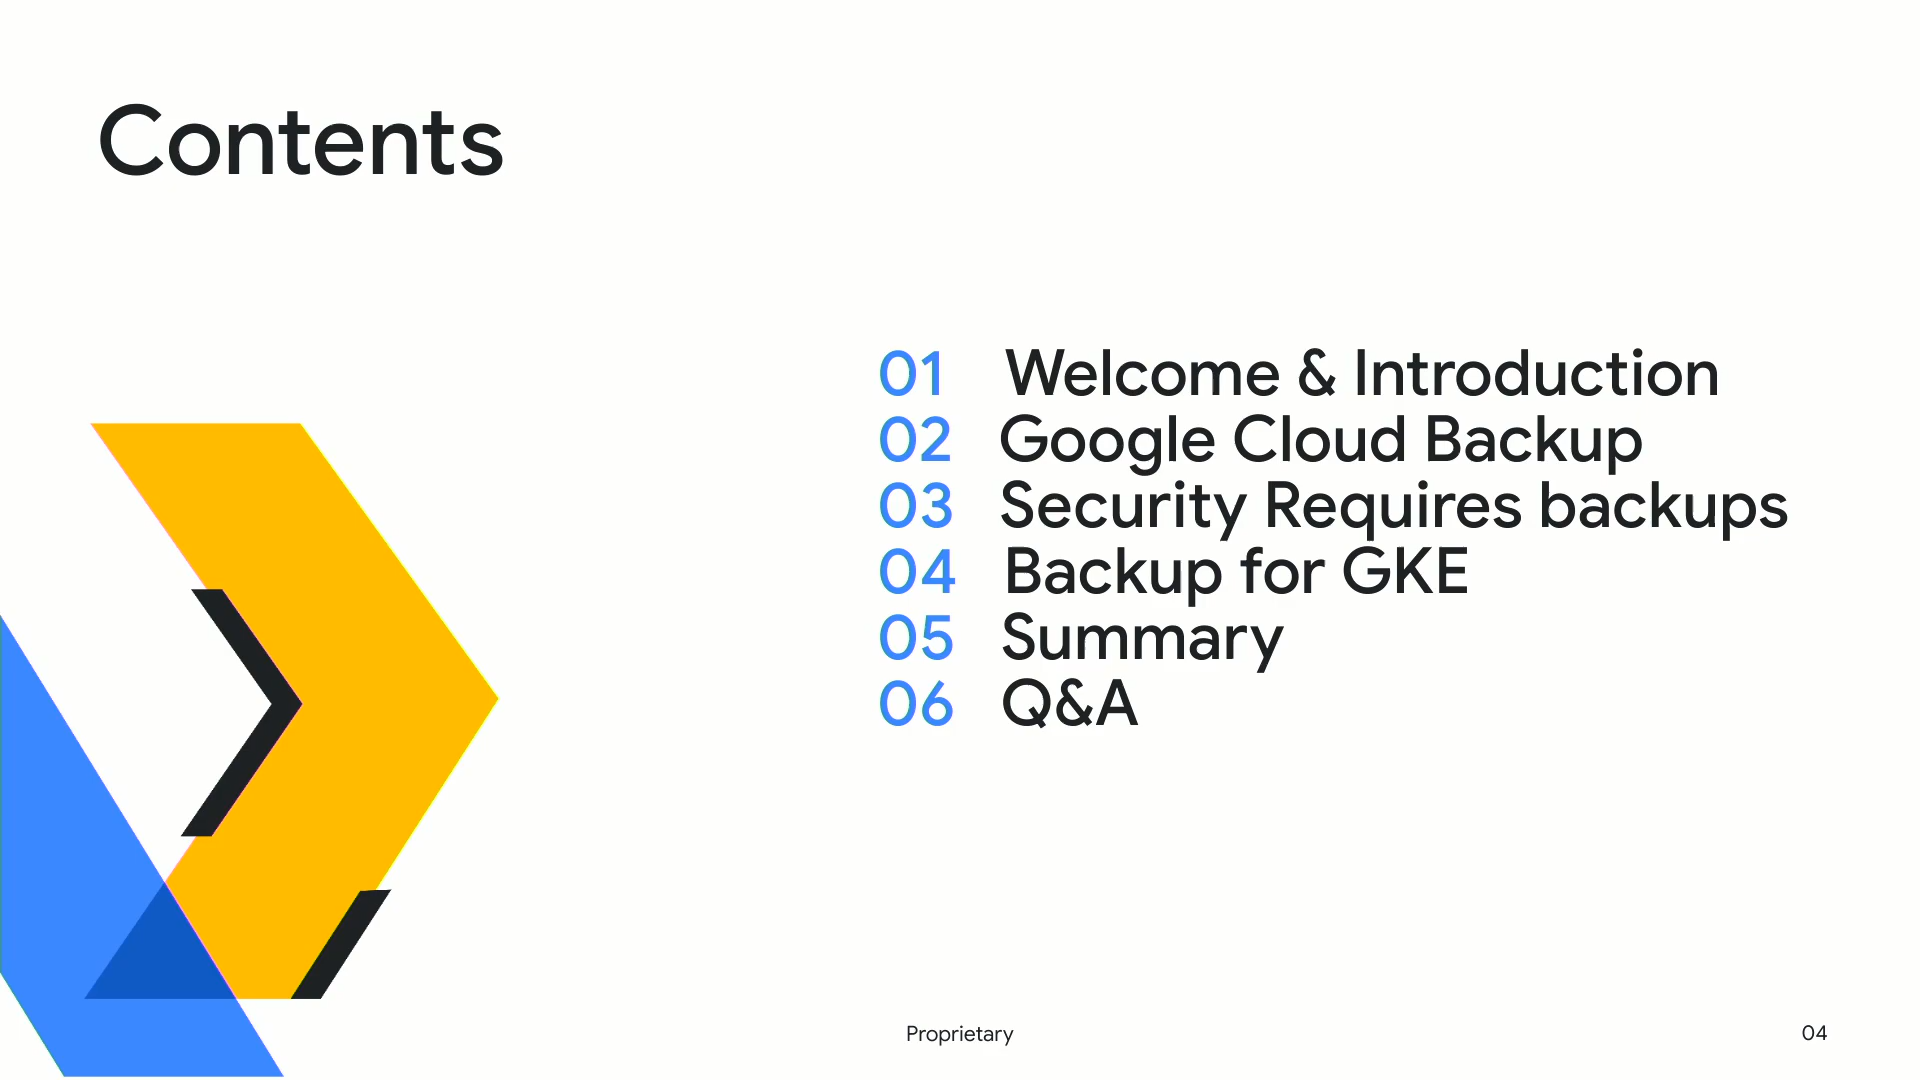 Contents
01 Welcome & Introduction
02 Google Cloud Backup
03 Security Requires backups
04 Backup for GKE
05 Summary
06 Q&A
Proprietary
04